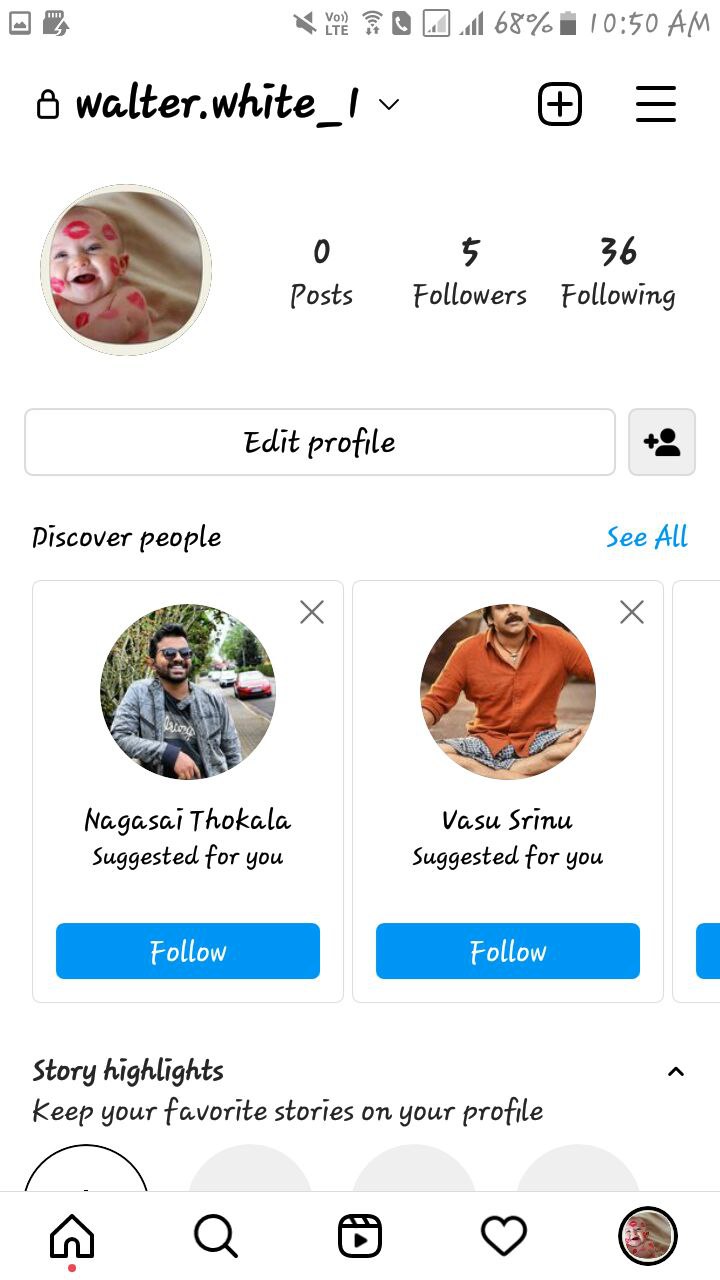 Vo)) LTE 68% 10:50 AM
walter.white_1
0 5 36
Posts Followers Following
Edit profile
Discover people See All
Nagasai Thokala Vasu Srinu
Suggested for you Suggested for you
Follow Follow
Story highlights
Keep your favorite stories on your profile